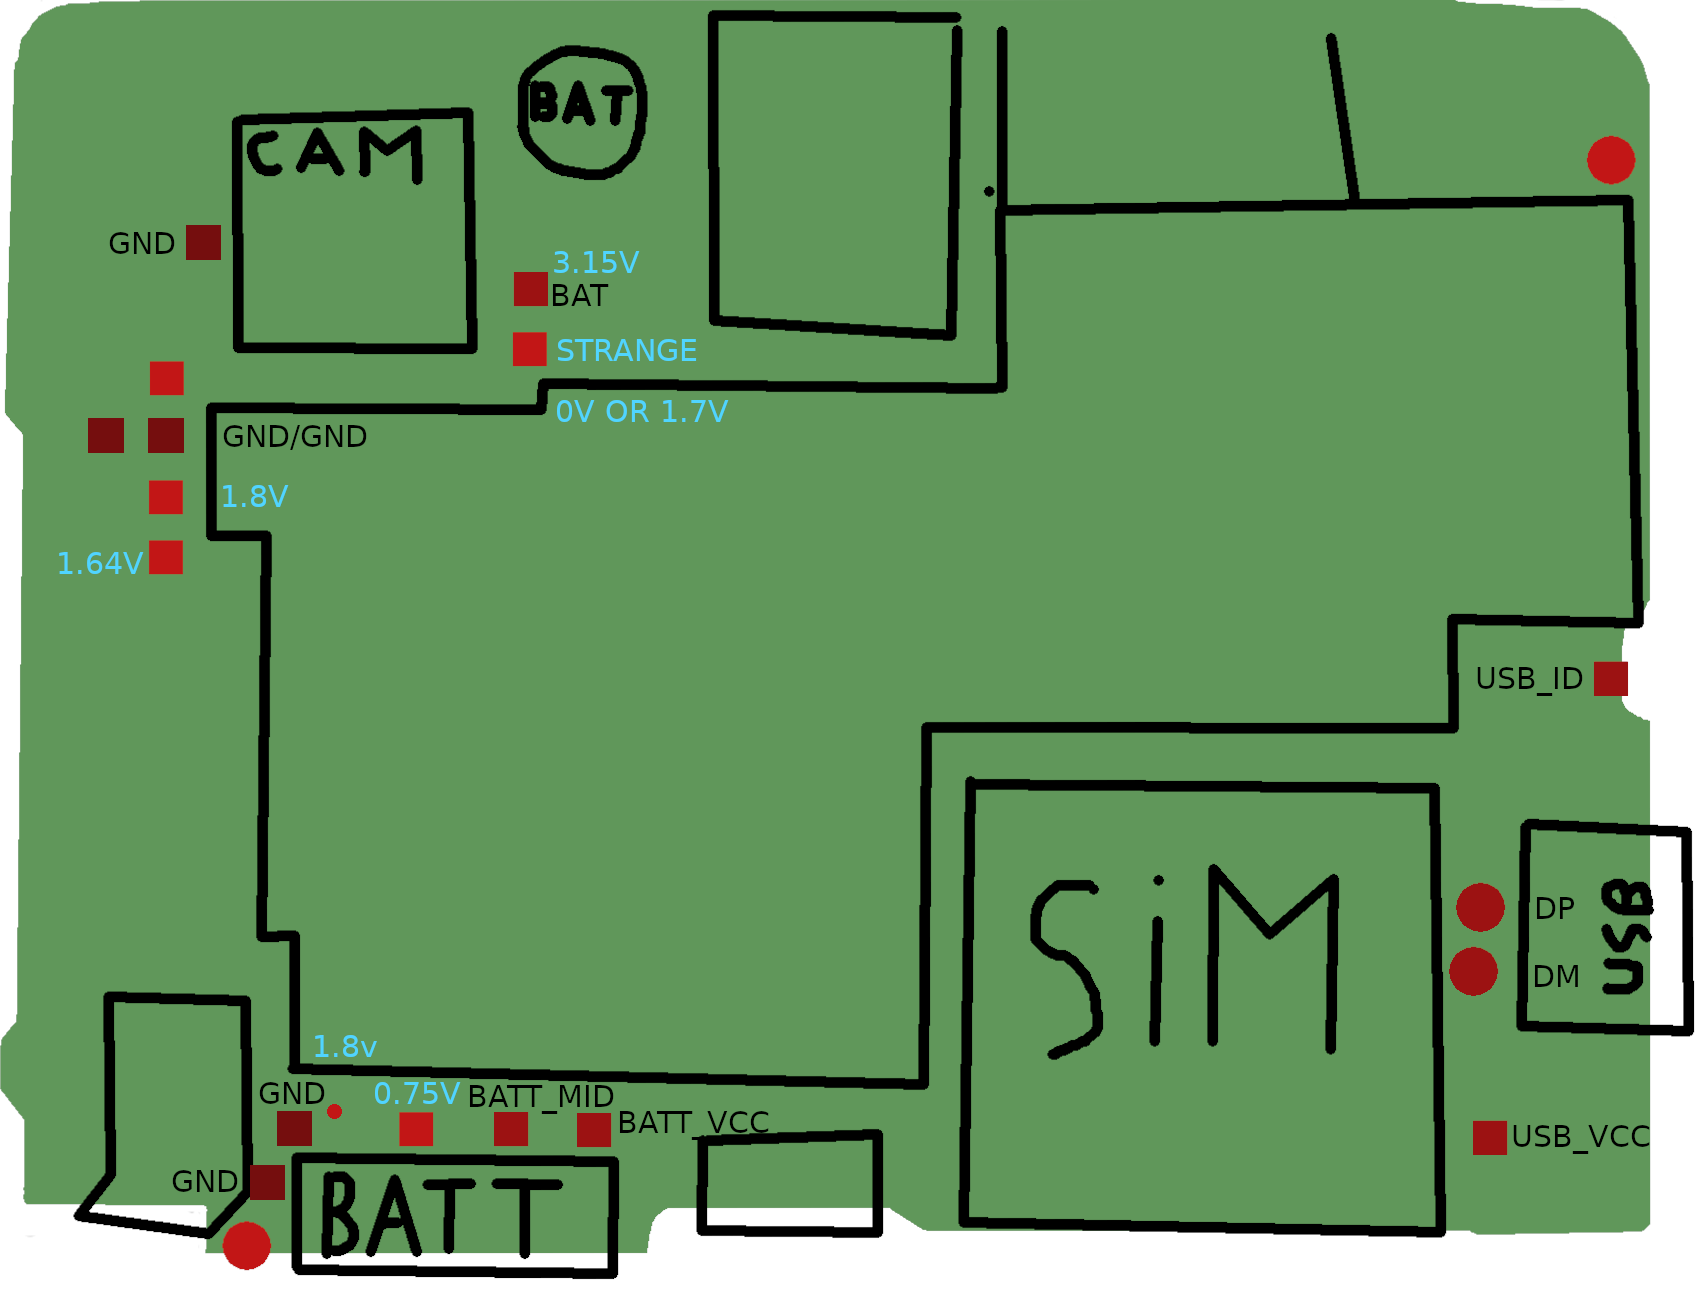 BAT
CAM
GND
3.15V
BAT
STRANGE
0V OR 1.7V
GND/GND
1.8V
1.64V
USB_ID
SiM
DP
DM
USB
1.8v
GND
0.75V
BATT_MID
BATT_VCC
USB_VCC
GND
BATT